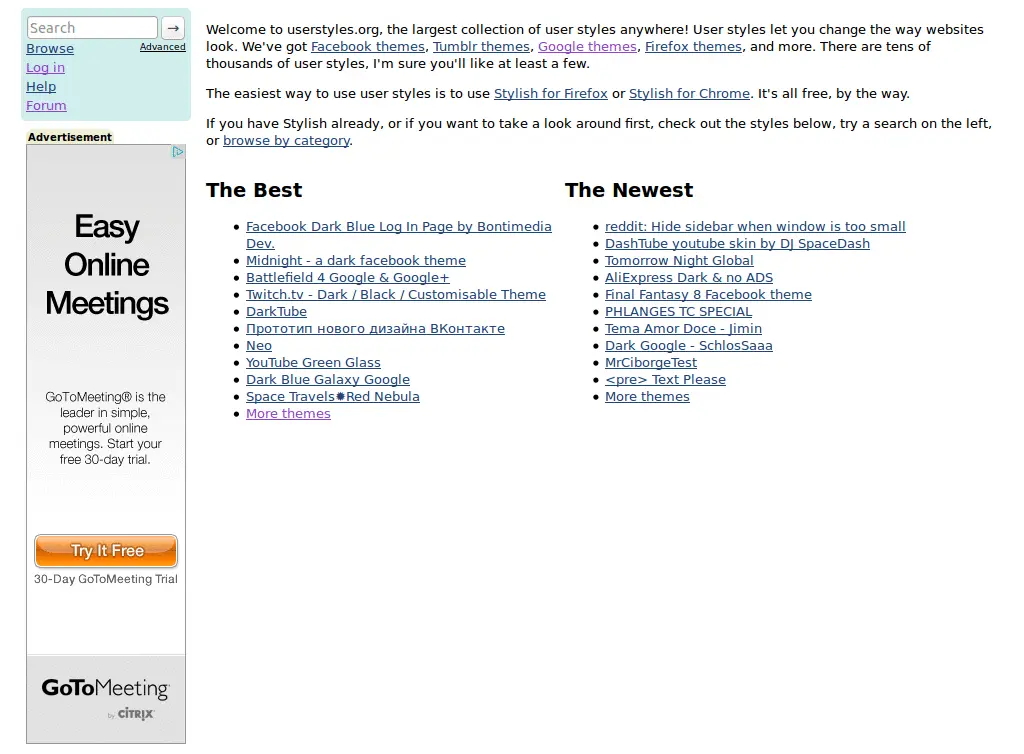 Search →
Browse Advanced
Log in
Help
Forum
Advertisement
Easy
Online
Meetings
GoToMeeting® is the
leader in simple,
powerful online
meetings. Start your
free 30-day trial.
Try It Free
30-Day GoToMeeting Trial
GoToMeeting
by CITRIX
Welcome to userstyles.org, the largest collection of user styles anywhere! User styles let you change the way websites
look. We've got Facebook themes, Tumblr themes, Google themes, Firefox themes, and more. There are tens of
thousands of user styles, I'm sure you'll like at least a few.
The easiest way to use user styles is to use Stylish for Firefox or Stylish for Chrome. It's all free, by the way.
If you have Stylish already, or if you want to take a look around first, check out the styles below, try a search on the left,
or browse by category.
The Best
Facebook Dark Blue Log In Page by Bontimedia
Dev.
Midnight - a dark facebook theme
Battlefield 4 Google & Google+
Twitch.tv - Dark / Black / Customisable Theme
DarkTube
Прототип нового дизайна ВКонтакте
Neo
YouTube Green Glass
Dark Blue Galaxy Google
Space Travels✹Red Nebula
More themes
The Newest
reddit: Hide sidebar when window is too small
DashTube youtube skin by DJ SpaceDash
Tomorrow Night Global
AliExpress Dark & no ADS
Final Fantasy 8 Facebook theme
PHLANGES TC SPECIAL
Tema Amor Doce - Jimin
Dark Google - SchlosSaaa
MrCiborgeTest
<pre> Text Please
More themes